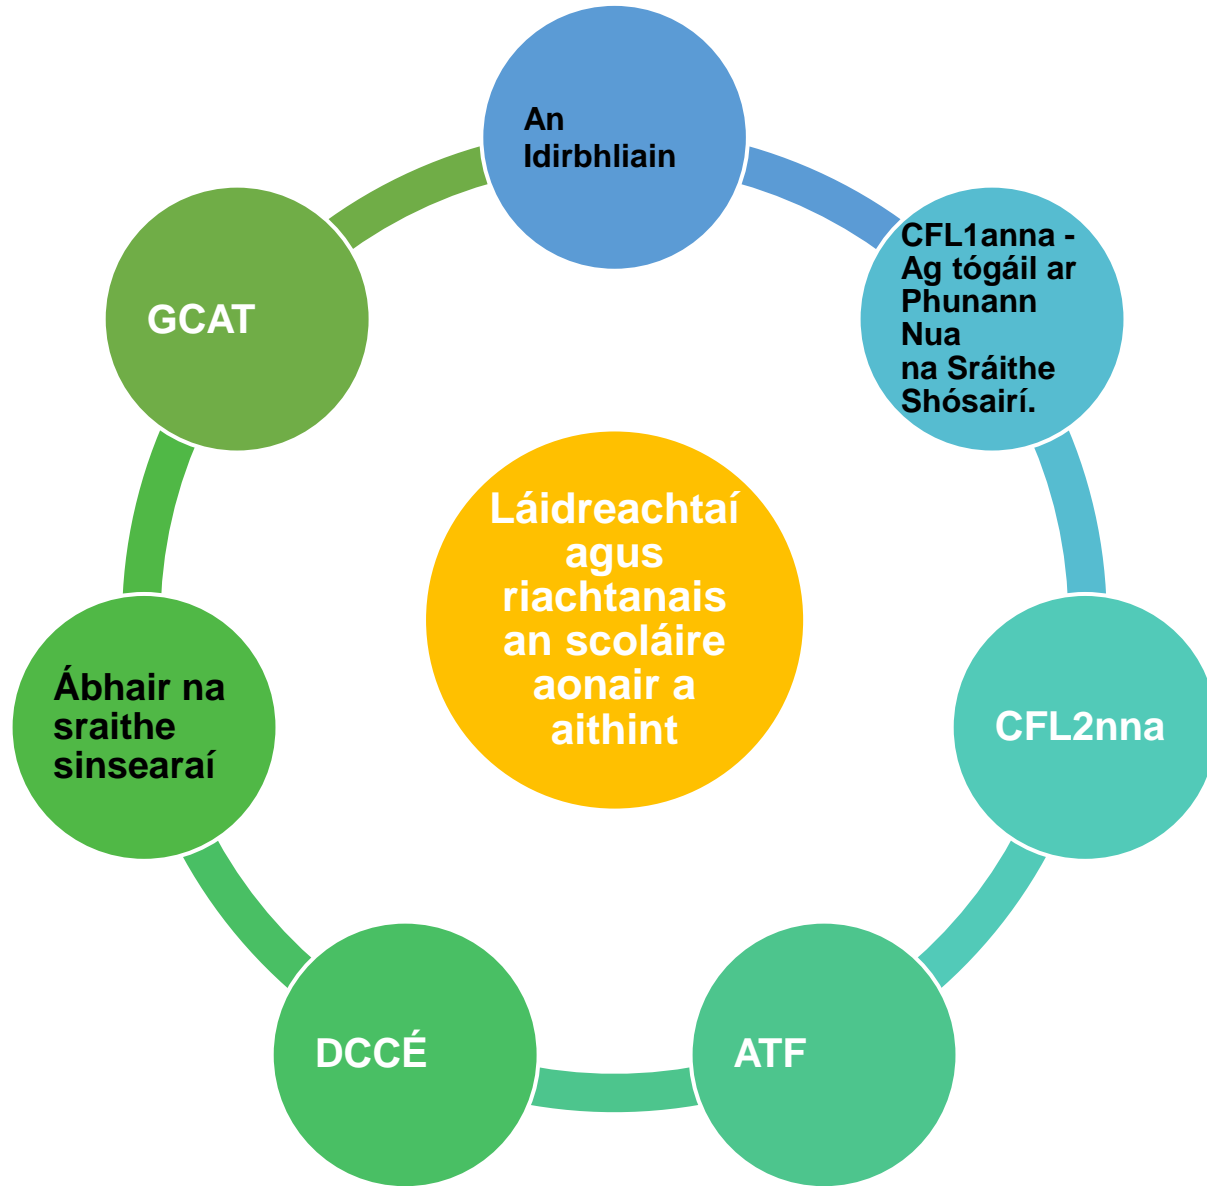 An
Idirbhliain
CFL1anna -
Ag tógáil ar
Phunann
Nua
na Sráithe
Shósairí.
CFL2nna
ATF
DCCÉ
Ábhair na
sraithe
sinsearaí
GCAT
Láidreachtaí
agus
riachtanais
an scoláire
aonair a
aithint